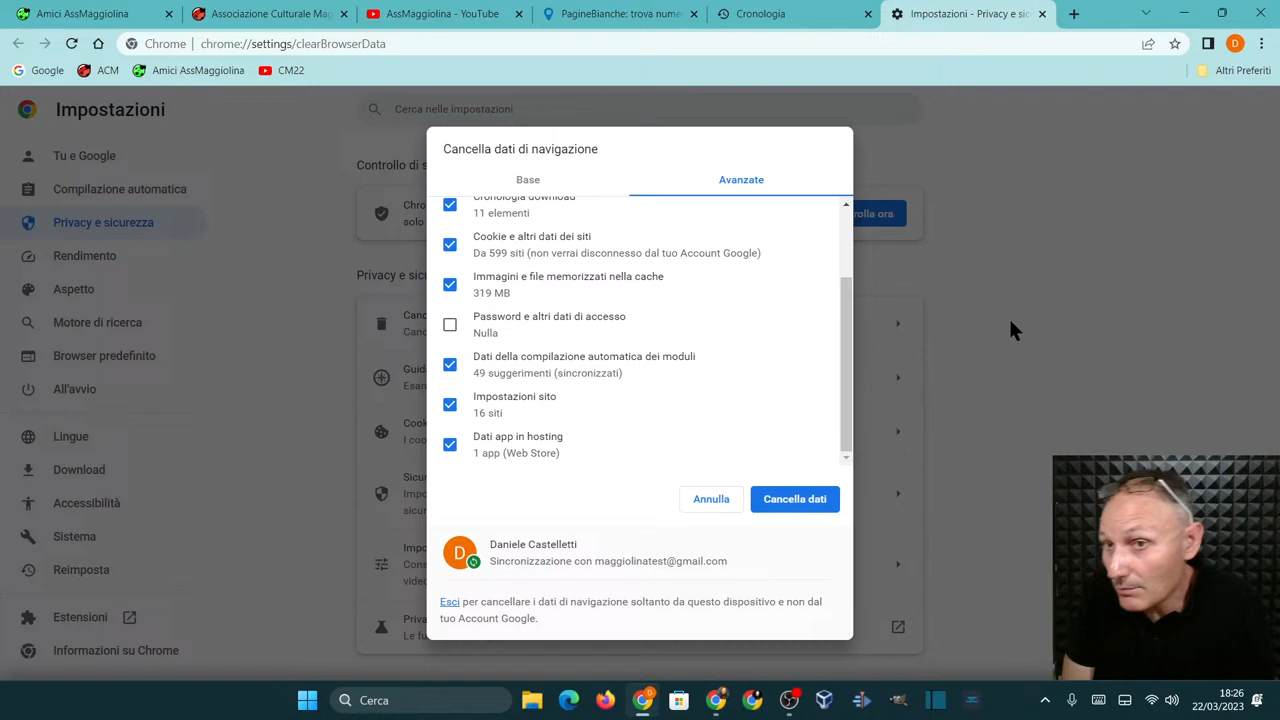 Amici AssMaggiolina
Associazione Culturale Mag
AssMaggiolina - YouTube
PagineBianche: trova nume
Cronologia
Impostazioni - Privacy e sic
Chrome
chrome://settings/clearBrowserData
Google
ACM
Amici AssMaggiolina
CM22
Altri Preferiti
Impostazioni
Cerca nelle impostazioni
Tu e Google
Compilazione automatica
Privacy e sicurezza
Rendimento
Aspetto
Motore di ricerca
Browser predefinito
All'avvio
Lingue
Download
Accessibilità
Sistema
Reimposta
Estensioni
Informazioni su Chrome
Controllo di s
Chro
solo
rolla ora
Privacy e sicu
Canc
Canc
Guid
Esan
Cook
I coo
Sicu
Impo
sicur
Impo
Cons
video
Priv
Le fu
Cancella dati di navigazione
Base
Avanzate
Cronologia download
11 elementi
Cookie e altri dati dei siti
Da 599 siti (non verrai disconnesso dal tuo Account Google)
Immagini e file memorizzati nella cache
319 MB
Password e altri dati di accesso
Nulla
Dati della compilazione automatica dei moduli
49 suggerimenti (sincronizzati)
Impostazioni sito
16 siti
Dati app in hosting
1 app (Web Store)
Annulla
Cancella dati
D
Daniele Castelletti
Sincronizzazione con maggiolinatest@gmail.com
Esci per cancellare i dati di navigazione soltanto da questo dispositivo e non dal
tuo Account Google.
Cerca
18:26
22/03/2023